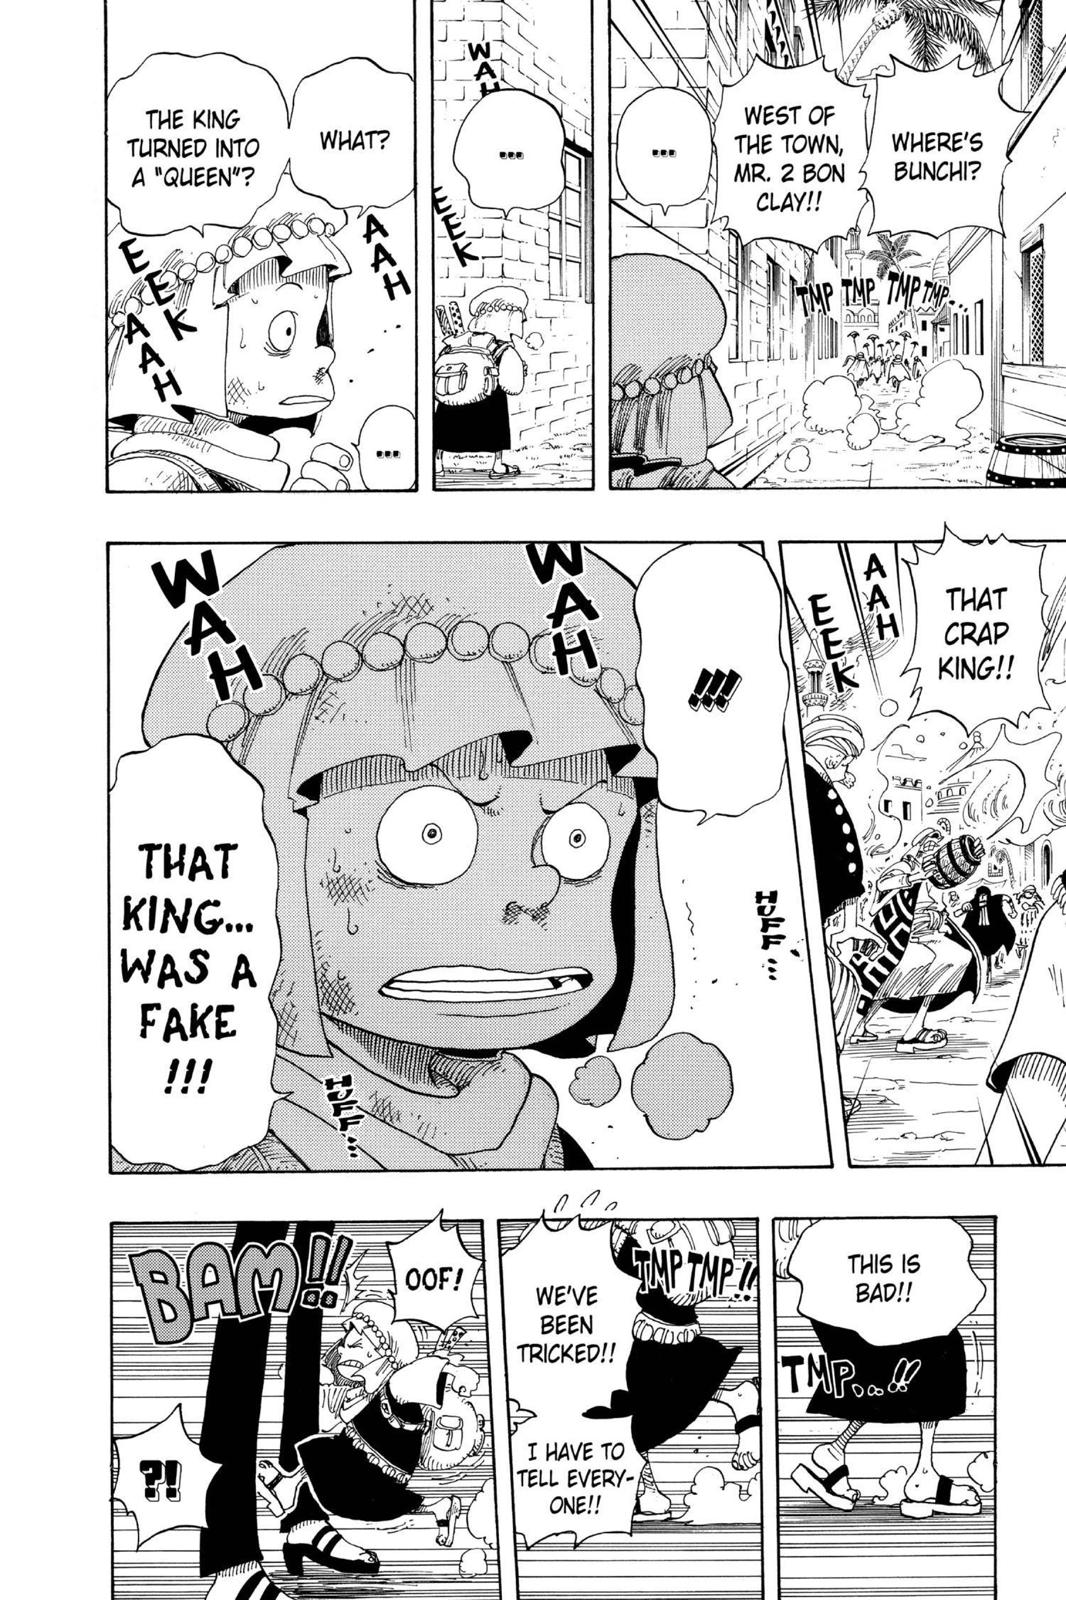 WHERE'S
BUNCHI?
WEST OF
THE TOWN,
MR. 2 BON
CLAY!!
TMP TMP TMP TMP...
...
WAH
...
EEK
WHAT?
THE KING
TURNED INTO
A "QUEEN"?
AAH
EEK
AAH
...
THAT
CRAP
KING!!
AAH
EEK
!!!
WAH
WAH
HUFF...
THAT
KING...
WAS A
FAKE
!!!
HUFF...
THIS IS
BAD!!
TMP...!!
TMP TMP!!
WE'VE
BEEN
TRICKED!!
I HAVE TO
TELL EVERY-
ONE!!
OOF!
BAM!!
?!